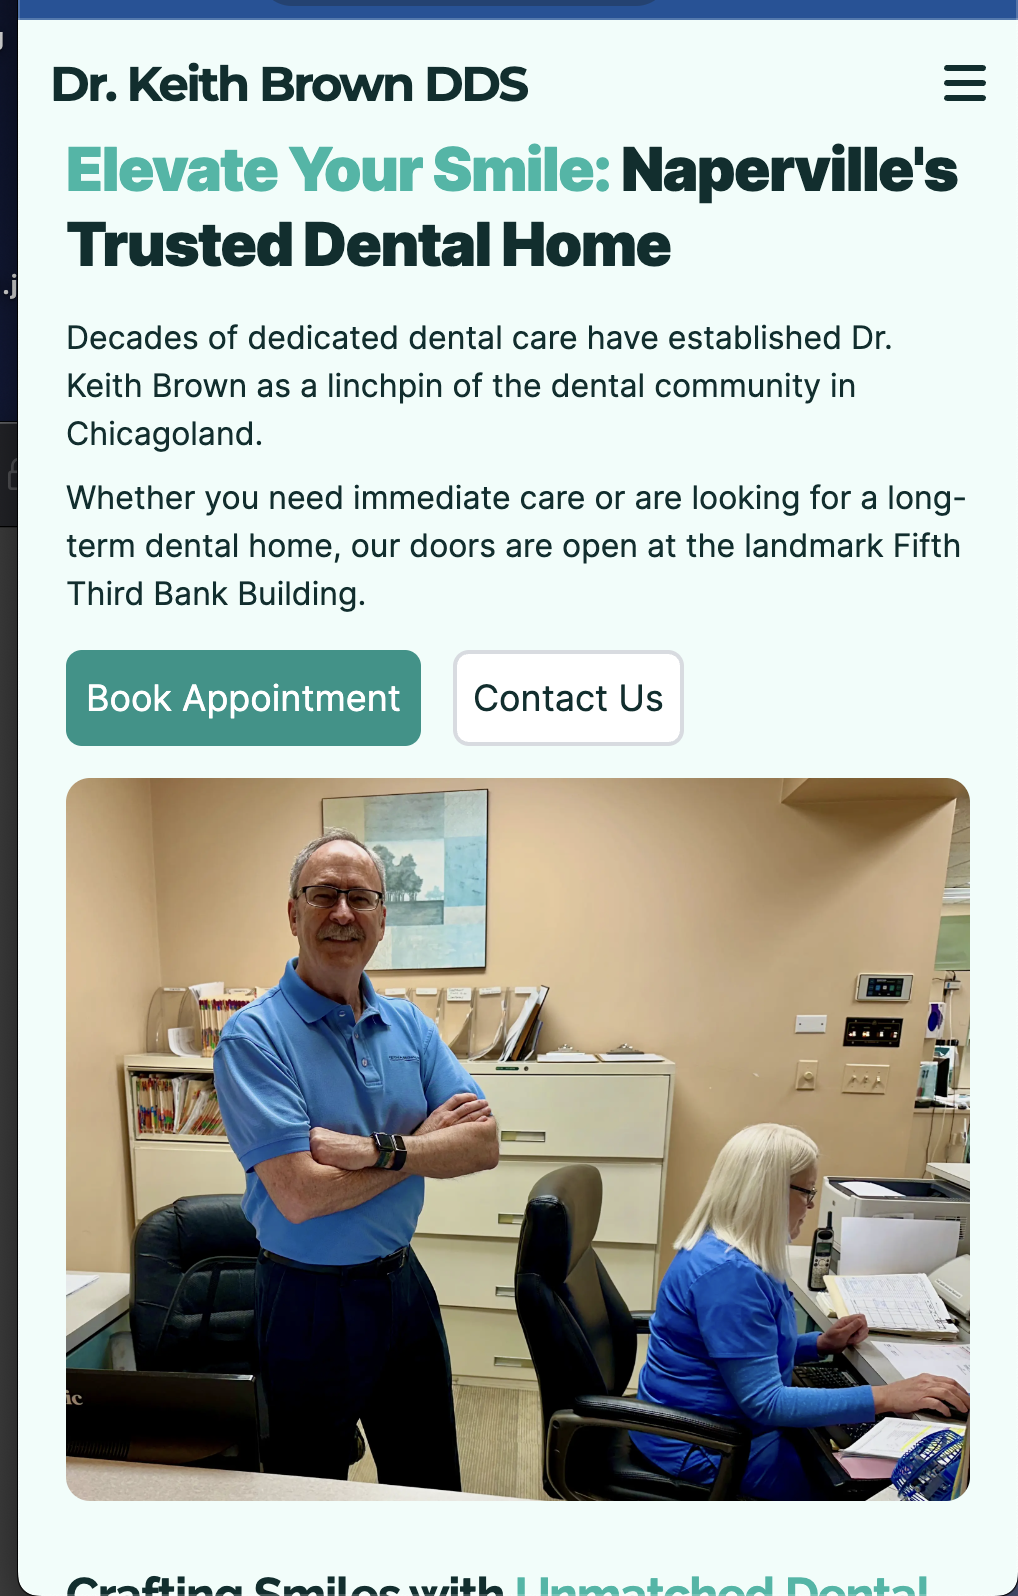 Dr. Keith Brown DDS
Elevate Your Smile: Naperville's
Trusted Dental Home
Decades of dedicated dental care have established Dr.
Keith Brown as a linchpin of the dental community in
Chicagoland.
Whether you need immediate care or are looking for a long-
term dental home, our doors are open at the landmark Fifth
Third Bank Building.
Book Appointment
Contact Us
ic
Crafting Smiles with Unmatched Dental
.j